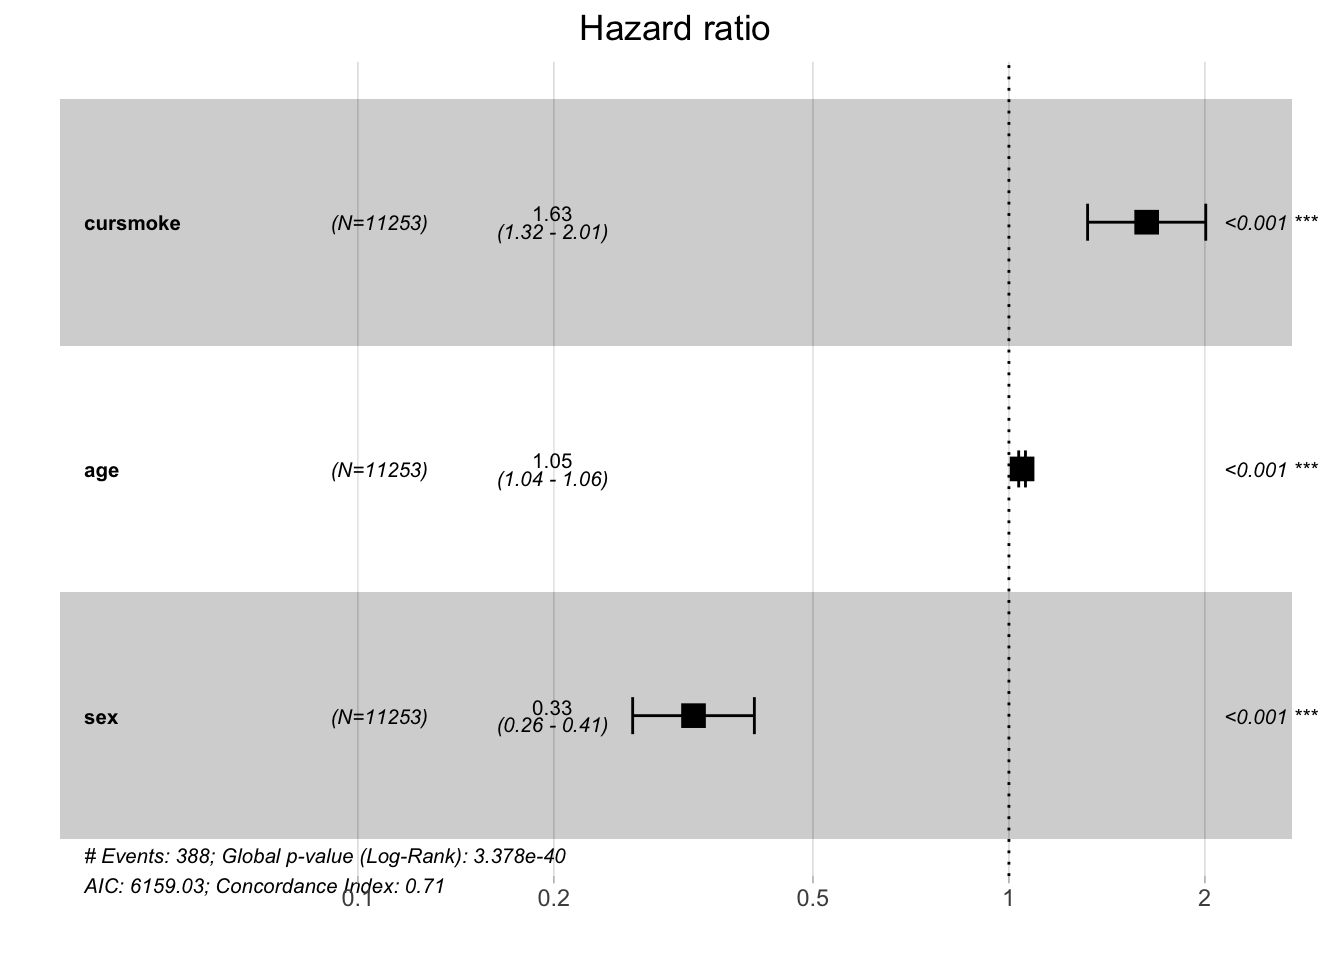 Hazard ratio
cursmoke (N=11253) 1.63 <0.001 ***
(1.32 - 2.01)
age (N=11253) 1.05 <0.001 ***
(1.04 - 1.06)
sex (N=11253) 0.33 <0.001 ***
(0.26 - 0.41)
# Events: 388; Global p-value (Log-Rank): 3.378e-40
AIC: 6159.03; Concordance Index: 0.71
0.1 0.2 0.5 1 2